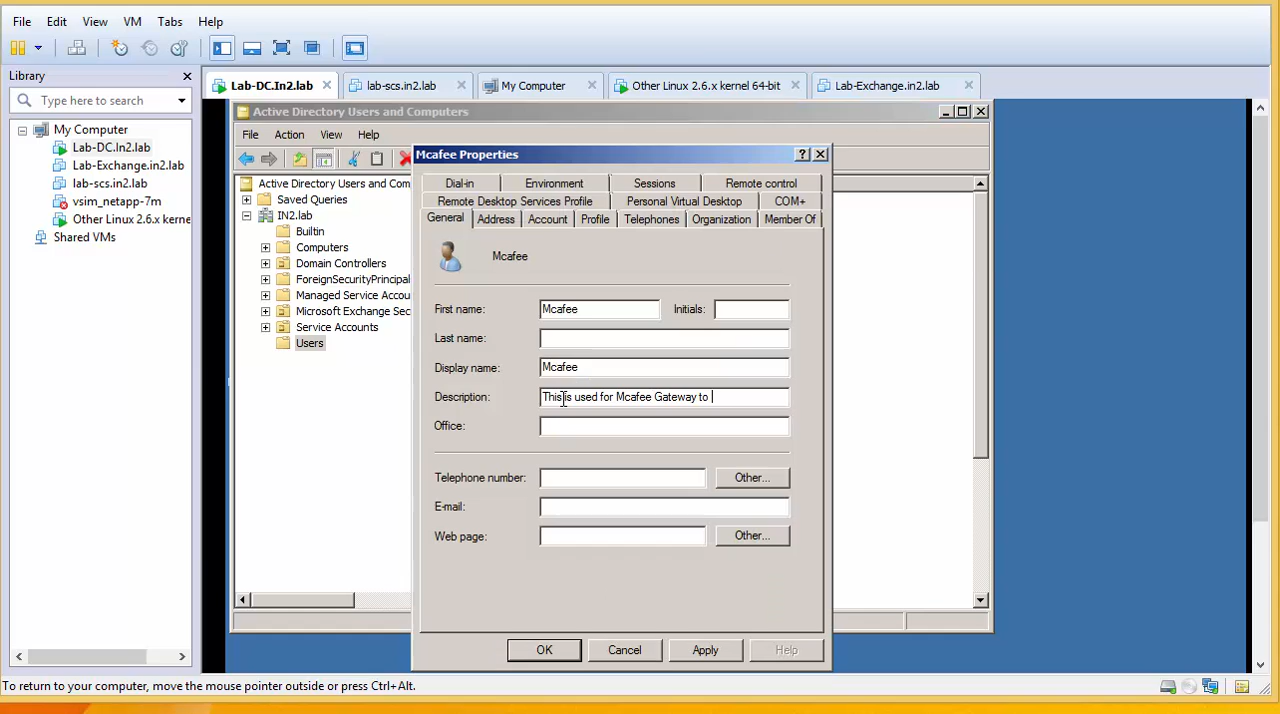 File Edit View VM Tabs Help
Library
Type here to search
My Computer
Lab-DC.In2.lab
Lab-Exchange.in2.lab
lab-scs.in2.lab
vsim_netapp-7m
Other Linux 2.6.x kerne
Shared VMs
Lab-DC.In2.lab lab-scs.in2.lab My Computer Other Linux 2.6.x kernel 64-bit Lab-Exchange.in2.lab
Active Directory Users and Computers
File Action View Help
Active Directory Users and Com
Saved Queries
IN2.lab
Builtin
Computers
Domain Controllers
ForeignSecurityPrincipal
Managed Service Accou
Microsoft Exchange Sec
Service Accounts
Users
Mcafee Properties
Dial-in Environment Sessions Remote control
Remote Desktop Services Profile Personal Virtual Desktop COM+
General Address Account Profile Telephones Organization Member Of
Mcafee
First name: Mcafee Initials:
Last name:
Display name: Mcafee
Description: This is used for Mcafee Gateway to
Office:
Telephone number: Other...
E-mail:
Web page: Other...
OK Cancel Apply Help
To return to your computer, move the mouse pointer outside or press Ctrl+Alt.